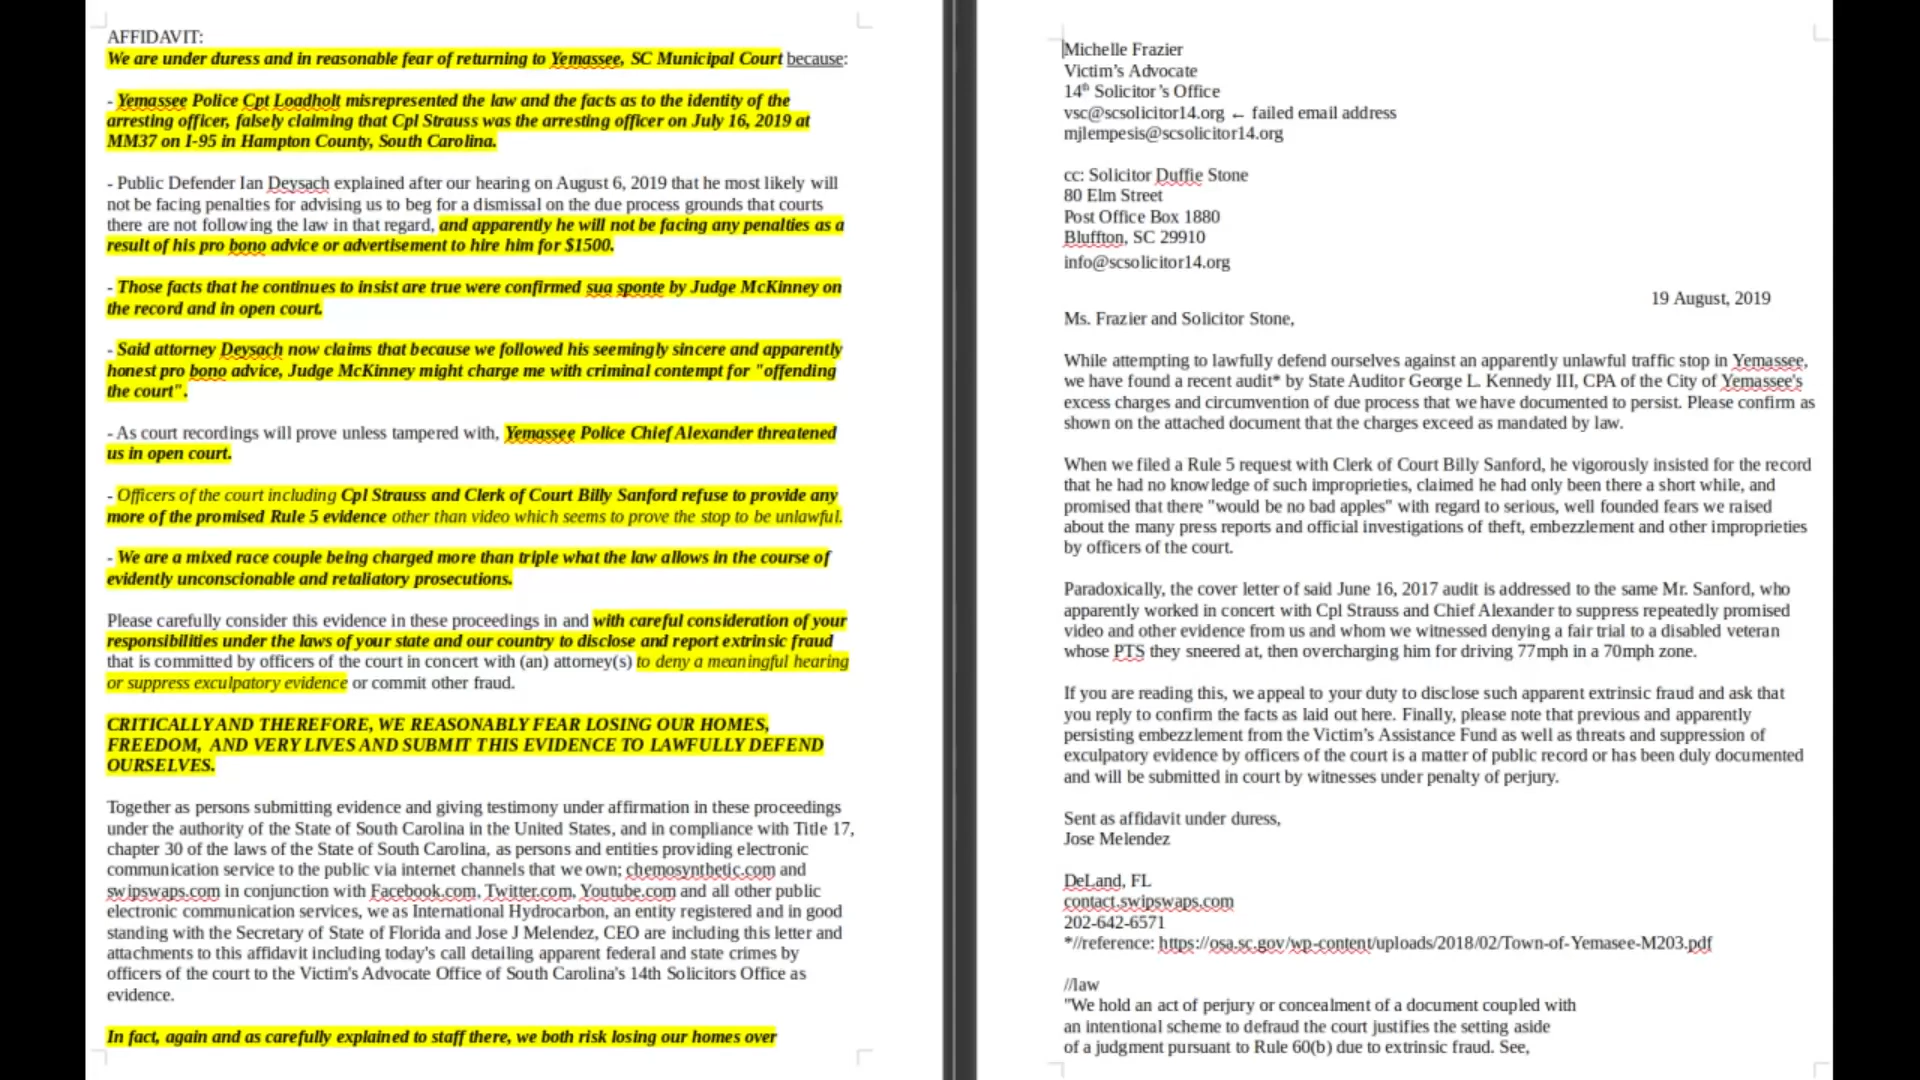 AFFIDAVIT:
We are under duress and in reasonable fear of returning to Yemassee, SC Municipal Court because:
- Yemassee Police Cpt Loadholt misrepresented the law and the facts as to the identity of the
arresting officer, falsely claiming that Cpl Strauss was the arresting officer on July 16, 2019 at
MM37 on I-95 in Hampton County, South Carolina.
- Public Defender Ian Deysach explained after our hearing on August 6, 2019 that he most likely will
not be facing penalties for advising us to beg for a dismissal on the due process grounds that courts
there are not following the law in that regard, and apparently he will not be facing any penalties as a
result of his pro bono advice or advertisement to hire him for $1500.
- Those facts that he continues to insist are true were confirmed sua sponte by Judge McKinney on
the record and in open court.
- Said attorney Deysach now claims that because we followed his seemingly sincere and apparently
honest pro bono advice, Judge McKinney might charge me with criminal contempt for "offending
the court".
- As court recordings will prove unless tampered with, Yemassee Police Chief Alexander threatened
us in open court.
- Officers of the court including Cpl Strauss and Clerk of Court Billy Sanford refuse to provide any
more of the promised Rule 5 evidence other than video which seems to prove the stop to be unlawful.
- We are a mixed race couple being charged more than triple what the law allows in the course of
evidently unconscionable and retaliatory prosecutions.
Please carefully consider this evidence in these proceedings in and with careful consideration of your
responsibilities under the laws of your state and our country to disclose and report extrinsic fraud
that is committed by officers of the court in concert with (an) attorney(s) to deny a meaningful hearing
or suppress exculpatory evidence or commit other fraud.
CRITICALLY AND THEREFORE, WE REASONABLY FEAR LOSING OUR HOMES,
FREEDOM, AND VERY LIVES AND SUBMIT THIS EVIDENCE TO LAWFULLY DEFEND
OURSELVES.
Together as persons submitting evidence and giving testimony under affirmation in these proceedings
under the authority of the State of South Carolina in the United States, and in compliance with Title 17,
chapter 30 of the laws of the State of South Carolina, as persons and entities providing electronic
communication service to the public via internet channels that we own; chemosynthetic.com and
swipswaps.com in conjunction with Facebook.com, Twitter.com, Youtube.com and all other public
electronic communication services, we as International Hydrocarbon, an entity registered and in good
standing with the Secretary of State of Florida and Jose J Melendez, CEO are including this letter and
attachments to this affidavit including today's call detailing apparent federal and state crimes by
officers of the court to the Victim's Advocate Office of South Carolina's 14th Solicitors Office as
evidence.
In fact, again and as carefully explained to staff there, we both risk losing our homes over
Michelle Frazier
Victim's Advocate
14th Solicitor's Office
vsc@scsolicitor14.org ← failed email address
mjlempesis@scsolicitor14.org
cc: Solicitor Duffie Stone
80 Elm Street
Post Office Box 1880
Bluffton, SC 29910
info@scsolicitor14.org
19 August, 2019
Ms. Frazier and Solicitor Stone,
While attempting to lawfully defend ourselves against an apparently unlawful traffic stop in Yemassee,
we have found a recent audit* by State Auditor George L. Kennedy III, CPA of the City of Yemassee's
excess charges and circumvention of due process that we have documented to persist. Please confirm as
shown on the attached document that the charges exceed as mandated by law.
When we filed a Rule 5 request with Clerk of Court Billy Sanford, he vigorously insisted for the record
that he had no knowledge of such improprieties, claimed he had only been there a short while, and
promised that there "would be no bad apples" with regard to serious, well founded fears we raised
about the many press reports and official investigations of theft, embezzlement and other improprieties
by officers of the court.
Paradoxically, the cover letter of said June 16, 2017 audit is addressed to the same Mr. Sanford, who
apparently worked in concert with Cpl Strauss and Chief Alexander to suppress repeatedly promised
video and other evidence from us and whom we witnessed denying a fair trial to a disabled veteran
whose PTS they sneered at, then overcharging him for driving 77mph in a 70mph zone.
If you are reading this, we appeal to your duty to disclose such apparent extrinsic fraud and ask that
you reply to confirm the facts as laid out here. Finally, please note that previous and apparently
persisting embezzlement from the Victim's Assistance Fund as well as threats and suppression of
exculpatory evidence by officers of the court is a matter of public record or has been duly documented
and will be submitted in court by witnesses under penalty of perjury.
Sent as affidavit under duress,
Jose Melendez
DeLand, FL
contact.swipswaps.com
202-642-6571
*//reference: https://osa.sc.gov/wp-content/uploads/2018/02/Town-of-Yemasee-M203.pdf
//law
"We hold an act of perjury or concealment of a document coupled with
an intentional scheme to defraud the court justifies the setting aside
of a judgment pursuant to Rule 60(b) due to extrinsic fraud. See,